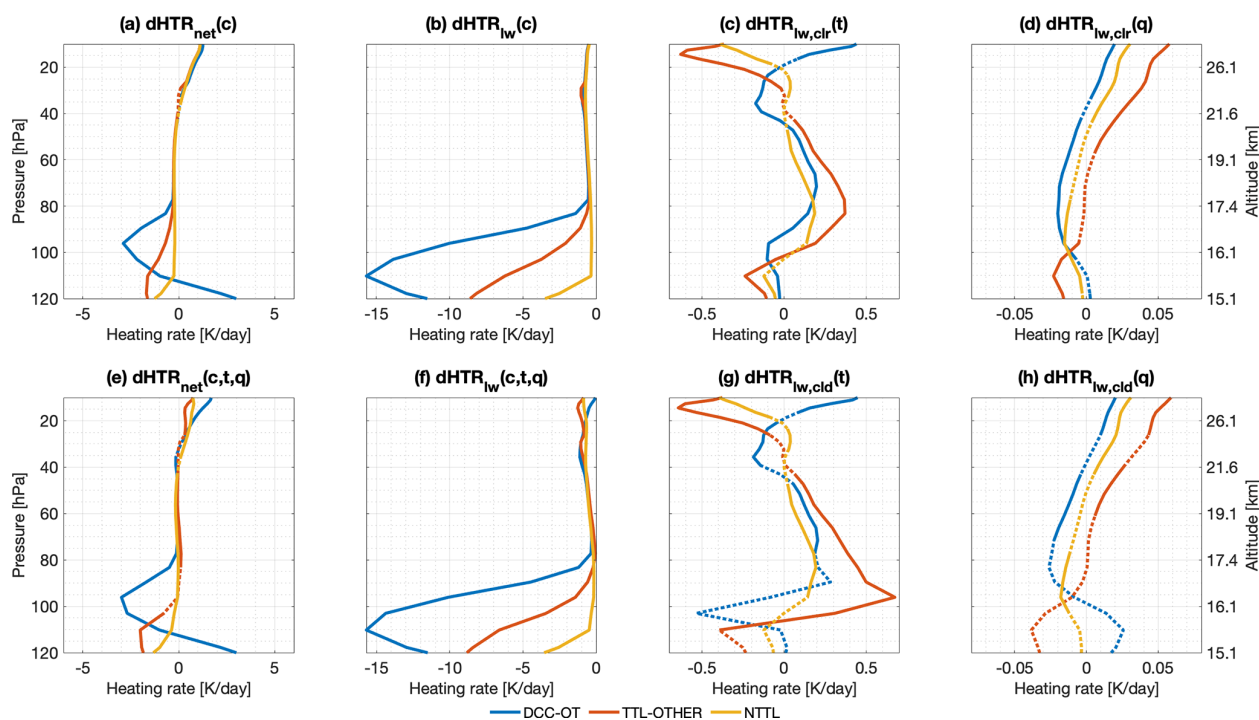 (a) dHTRnet(c) (b) dHTRlw(c) (c) dHTRlw,clr(t) (d) dHTRlw,clr(q)
20
40
60
80
100
120
Pressure [hPa]
-5 0 5
Heating rate [K/day]
-15 -10 -5 0
Heating rate [K/day]
-0.5 0 0.5
Heating rate [K/day]
-0.05 0 0.05
Heating rate [K/day]
26.1
21.6
19.1
17.4
16.1
15.1
Altitude [km]
(e) dHTRnet(c,t,q) (f) dHTRlw(c,t,q) (g) dHTRlw,cld(t) (h) dHTRlw,cld(q)
20
40
60
80
100
120
Pressure [hPa]
-5 0 5
Heating rate [K/day]
-15 -10 -5 0
Heating rate [K/day]
-0.5 0 0.5
Heating rate [K/day]
-0.05 0 0.05
Heating rate [K/day]
26.1
21.6
19.1
17.4
16.1
15.1
Altitude [km]
DCC-OT TTL-OTHER NTTL